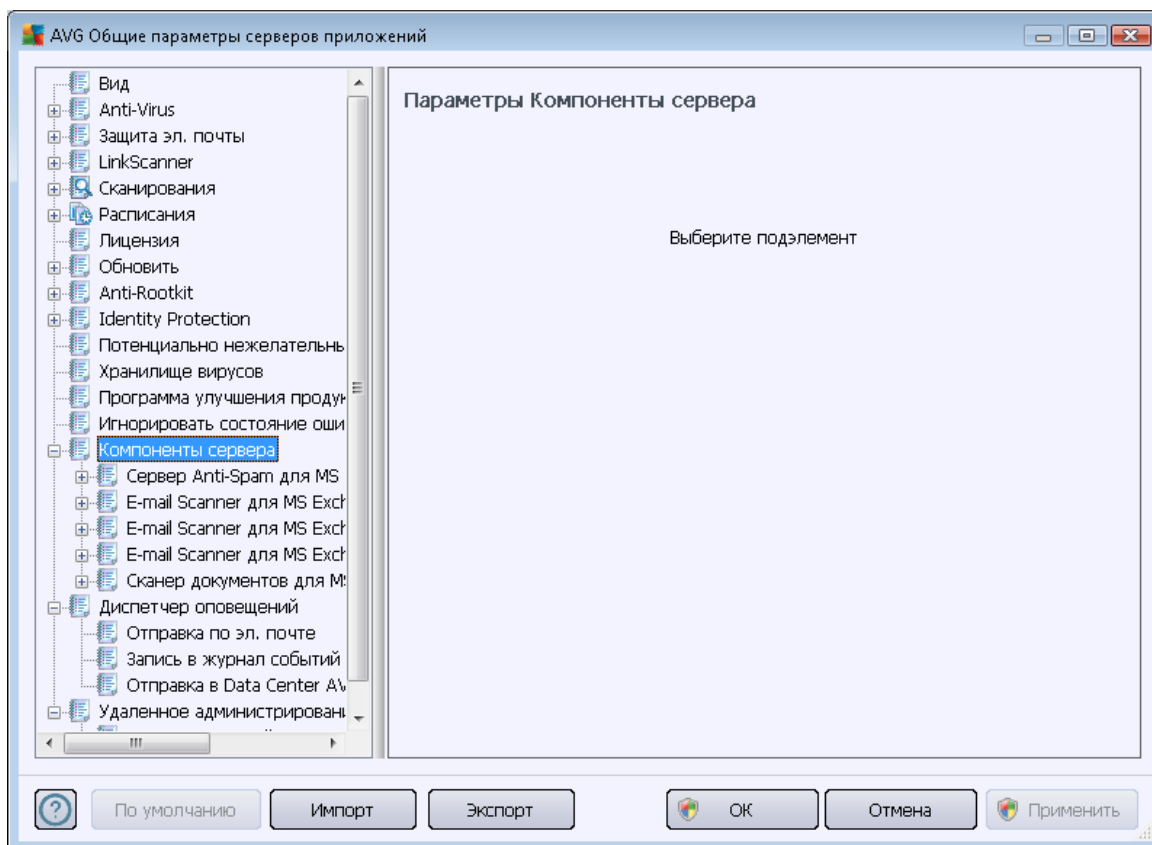 AVG Общие параметры серверов приложений
Вид
Anti-Virus
Защита эл. почты
LinkScanner
Сканирования
Расписания
Лицензия
Обновить
Anti-Rootkit
Identity Protection
Потенциально нежелательны
Хранилище вирусов
Программа улучшения продук
Игнорировать состояние оши
Компоненты сервера
Сервер Anti-Spam для MS
E-mail Scanner для MS Exch
E-mail Scanner для MS Exch
E-mail Scanner для MS Exch
Сканер документов для MS
Диспетчер оповещений
Отправка по эл. почте
Запись в журнал событий
Отправка в Data Center AV
Удаленное администрировани
Параметры Компоненты сервера
Выберите подэлемент
По умолчанию
Импорт
Экспорт
ОК
Отмена
Применить